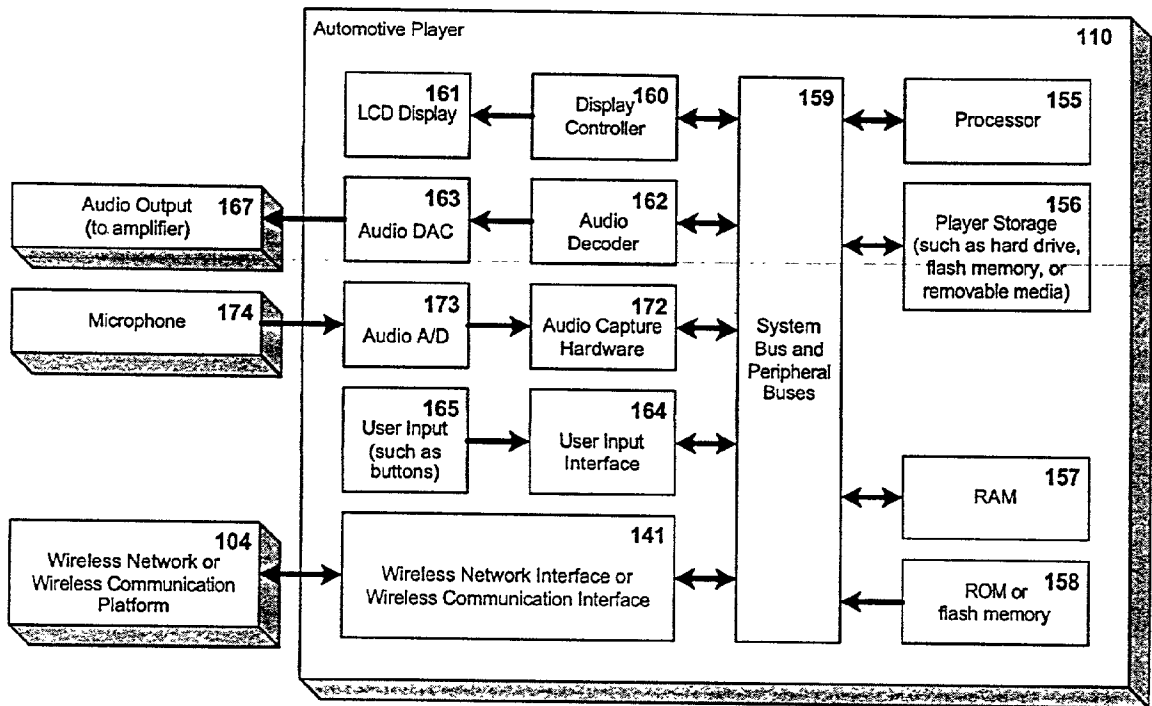 Automotive Player
110
161
LCD Display
160
Display
Controller
159
System
Bus and
Peripheral
Buses
155
Processor
Audio Output
(to amplifier)
167
163
Audio DAC
162
Audio
Decoder
156
Player Storage
(such as hard drive,
flash memory, or
removable media)
Microphone
174
173
Audio A/D
172
Audio Capture
Hardware
165
User Input
(such as
buttons)
164
User Input
Interface
157
RAM
104
Wireless Network or
Wireless Communication
Platform
141
Wireless Network Interface or
Wireless Communication Interface
158
ROM or
flash memory